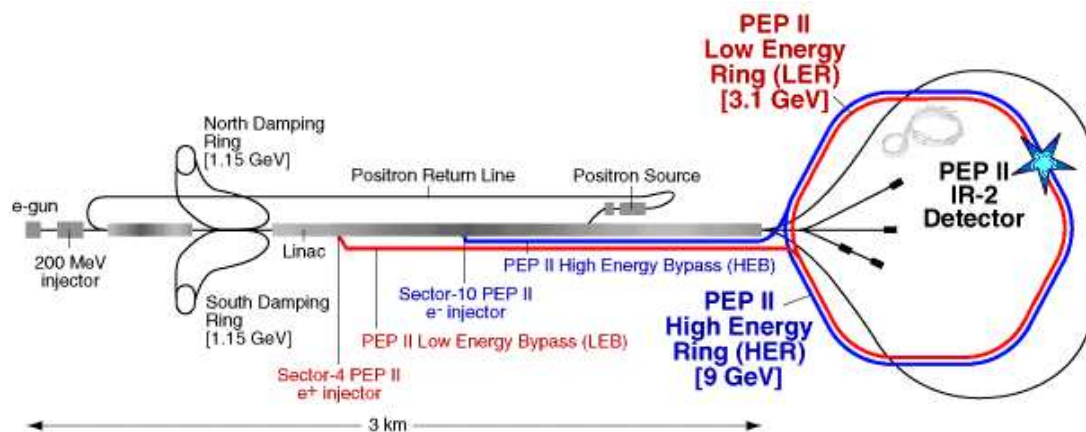 PEP II
Low Energy
Ring (LER)
[3.1 GeV]
North Damping
Ring
[1.15 GeV]
Positron Return Line
Positron Source
e-gun
PEP II
IR-2
Detector
Linac
200 MeV
injector
PEP II High Energy Bypass (HEB)
South Damping
Ring
[1.15 GeV]
Sector-10 PEP II
e- injector
PEP II Low Energy Bypass (LEB)
PEP II
High Energy
Ring (HER)
[9 GeV]
Sector-4 PEP II
e+ injector
3 km